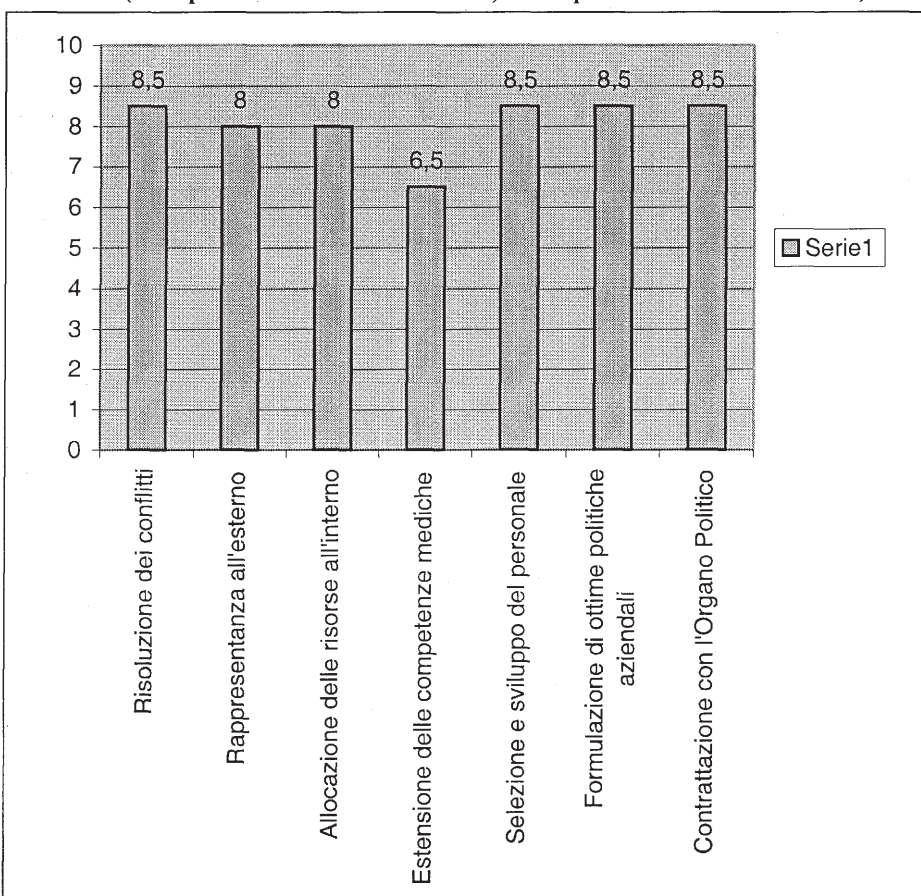 10
9
8
7
6
5
4
3
2
1
0
8,5
8
8
6,5
8,5
8,5
8,5
Serie1
Risoluzione dei conflitti
Rappresentanza all'esterno
Allocazione delle risorse all'interno
Estensione delle competenze mediche
Selezione e sviluppo del personale
Formulazione di ottime politiche
aziendali
Contrattazione con l'Organo Politico